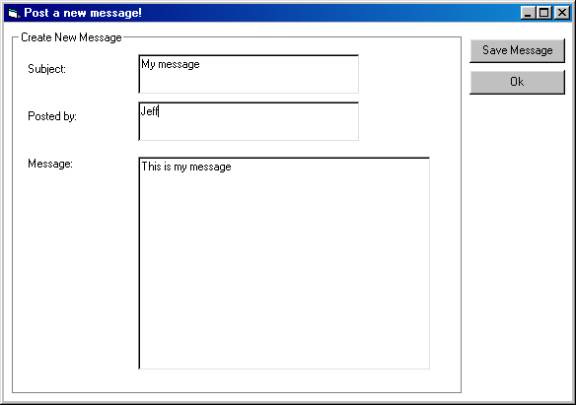 Post a new message!
Create New Message
Subject:
My message
Save Message
Ok
Posted by:
Jeff
Message:
This is my message